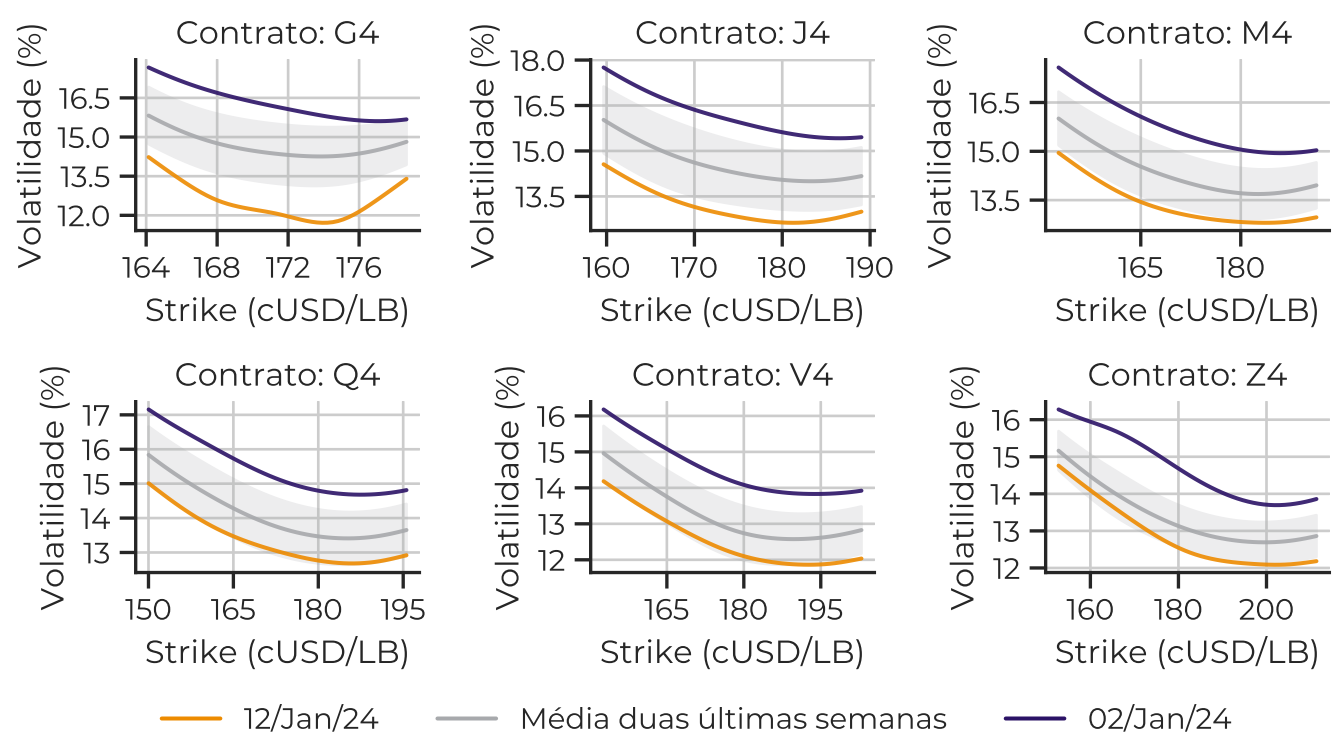 Contrato: G4
Volatilidade (%)
16.5
15.0
13.5
12.0
164 168 172 176
Strike (cUSD/LB)
Contrato: J4
Volatilidade (%)
18.0
16.5
15.0
13.5
160 170 180 190
Strike (cUSD/LB)
Contrato: M4
Volatilidade (%)
16.5
15.0
13.5
165 180
Strike (cUSD/LB)
Contrato: Q4
Volatilidade (%)
17
16
15
14
13
150 165 180 195
Strike (cUSD/LB)
Contrato: V4
Volatilidade (%)
16
15
14
13
12
165 180 195
Strike (cUSD/LB)
Contrato: Z4
Volatilidade (%)
16
15
14
13
12
160 180 200
Strike (cUSD/LB)
12/Jan/24 Média duas últimas semanas 02/Jan/24